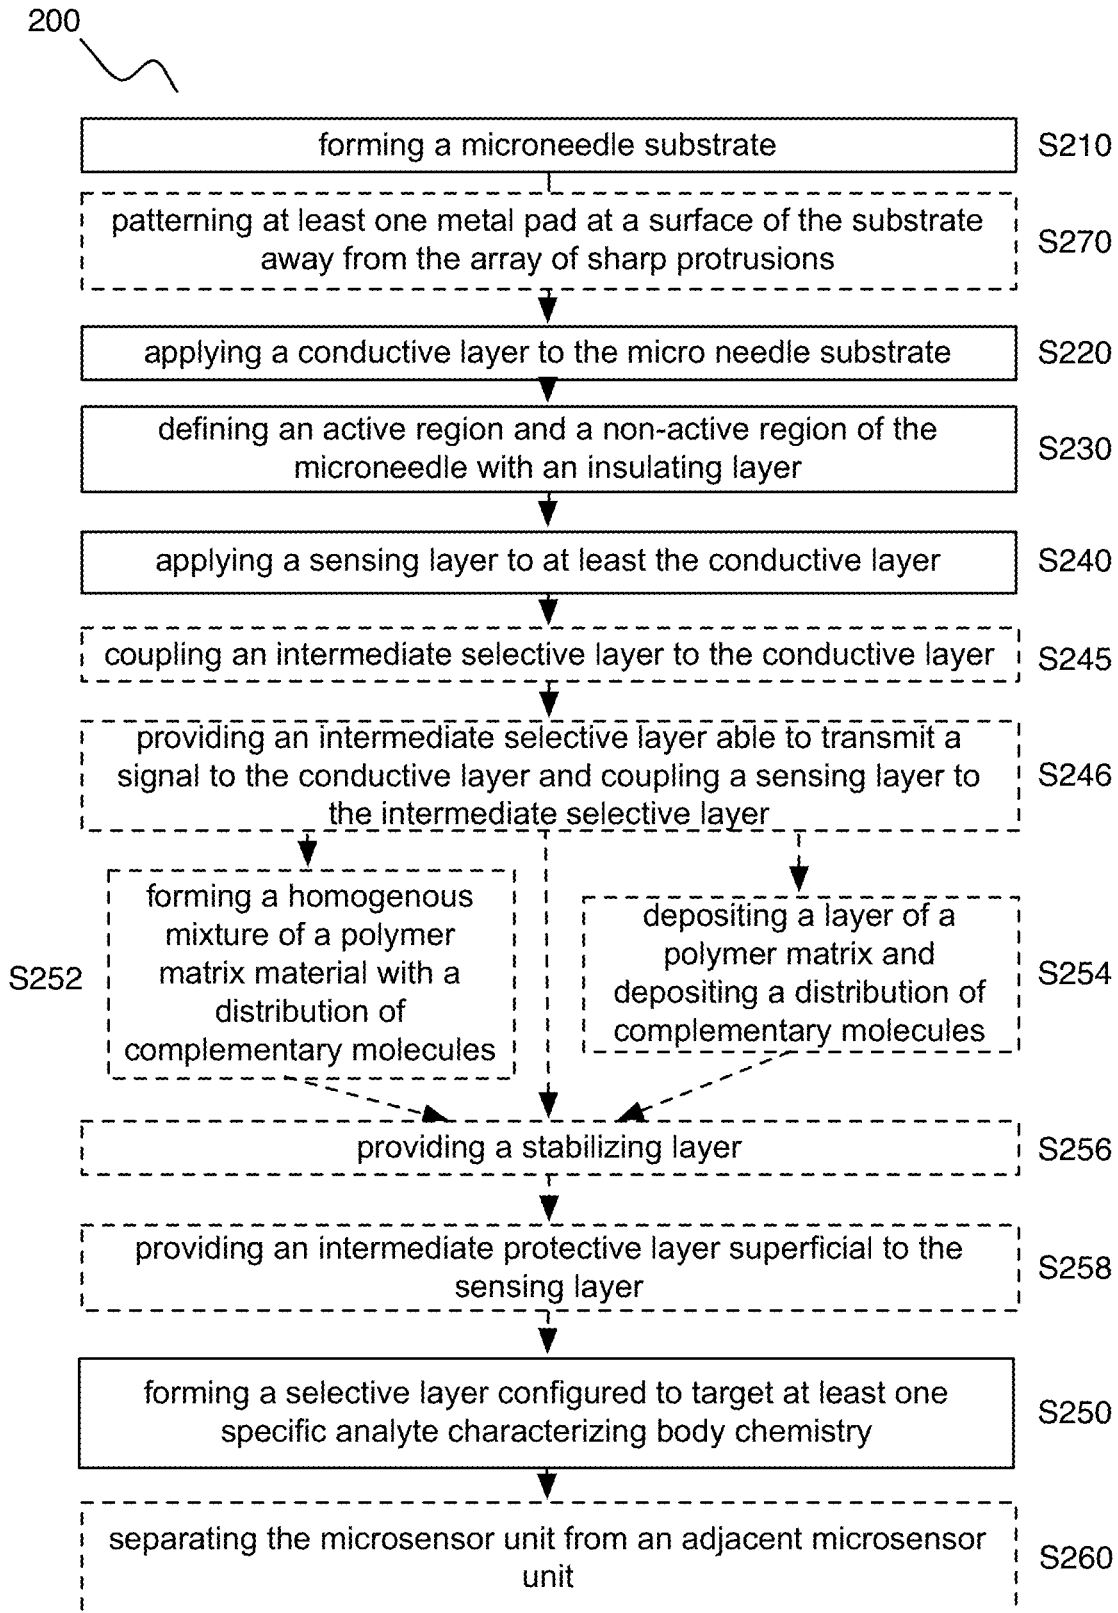 200
forming a microneedle substrate
S210
patterning at least one metal pad at a surface of the substrate
away from the array of sharp protrusions
S270
applying a conductive layer to the micro needle substrate
S220
defining an active region and a non-active region of the
microneedle with an insulating layer
S230
applying a sensing layer to at least the conductive layer
S240
coupling an intermediate selective layer to the conductive layer
S245
providing an intermediate selective layer able to transmit a
signal to the conductive layer and coupling a sensing layer to
the intermediate selective layer
S246
S252
forming a homogenous
mixture of a polymer
matrix material with a
distribution of
complementary molecules
depositing a layer of a
polymer matrix and
depositing a distribution of
complementary molecules
S254
providing a stabilizing layer
S256
providing an intermediate protective layer superficial to the
sensing layer
S258
forming a selective layer configured to target at least one
specific analyte characterizing body chemistry
S250
separating the microsensor unit from an adjacent microsensor
unit
S260